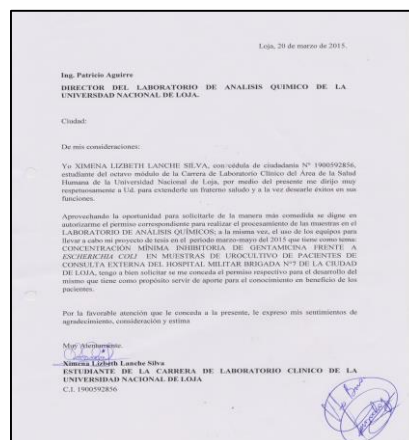 Loja, 20 de marzo de 2015.
Ing. Patricio Aguirre
DIRECTOR DEL LABORATORIO DE ANALISIS QUIMICO DE LA
UNIVERSDAD NACIONAL DE LOJA.
Ciudad:
De mis consideraciones:
Yo XIMENA LIZBETH LANCHE SILVA, con cédula de ciudadanía N° 1900592856,
estudiante del octavo módulo de la Carrera de Laboratorio Clínico del Área de la Salud
Humana de la Universidad Nacional de Loja, por medio del presente me dirijo muy
respetuosamente a Ud. para extenderle un fraterno saludo y a la vez desearle éxitos en sus
funciones.
Aprovechando la oportunidad para solicitarle de la manera más comedida se digne en
autorizarme el permiso correspondiente para realizar el procesamiento de las muestras en el
LABORATORIO DE ANALISIS QUÍMICOS; a la misma vez, el uso de los equipos para
llevar a cabo mi proyecto de tesis en el período marzo-mayo del 2015 que tiene como tema:
CONCENTRACIÓN MÍNIMA INHIBITORIA DE GENTAMICINA FRENTE A
ESCHERICHIA COLI EN MUESTRAS DE UROCULTIVO DE PACIENTES DE
CONSULTA EXTERNA DEL HOSPITAL MILITAR BRIGADA N°7 DE LA CIUDAD
DE LOJA, tengo a bien solicitar se me conceda el permiso respectivo para el desarrollo del
mismo que tiene como propósito servir de aporte para el conocimiento en beneficio de los
pacientes.
Por la favorable atención que le conceda a la presente, le expreso mis sentimientos de
agradecimiento, consideración y estima
Muy Atentamente.
Ximena Lizbeth Lanche Silva
ESTUDIANTE DE LA CARRERA DE LABORATORIO CLINICO DE LA
UNIVERSIDAD NACIONAL DE LOJA
C.I. 1900592856